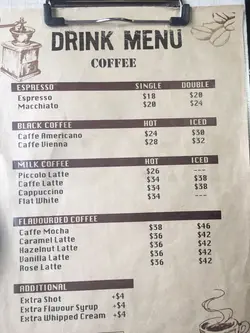 DRINK MENU
COFFEE
ESPRESSO SINGLE DOUBLE
Espresso $18 $20
Macchiato $20 $24
BLACK COFFEE HOT ICED
Caffe Americano $24 $30
Caffe Vienna $28 $32
MILK COFFEE HOT ICED
Piccolo Latte $26 ---
Caffe Latte $34 $38
Cappuccino $34 $38
Flat White $34 ---
FLAVOURED COFFEE
Caffe Mocha $38 $46
Caramel Latte $36 $42
Hazelnut Latte $36 $42
Vanilla Latte $36 $42
Rose Latte $36 $42
ADDITIONAL
Extra Shot +$4
Extra Flavour Syrup +$4
Extra Whipped Cream +$4